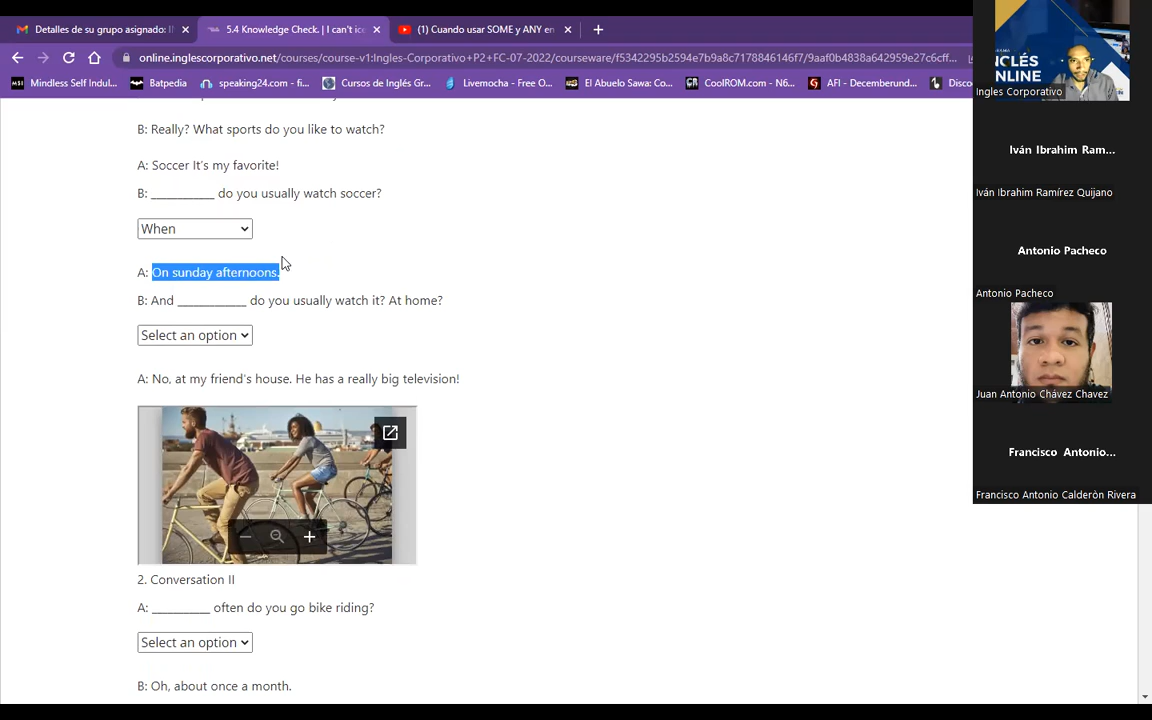 Detalles de su grupo asignado: I!
5.4 Knowledge Check. | I can't ice
(1) Cuando usar SOME y ANY en
online.inglescorporativo.net/courses/course-v1:Ingles-Corporativo+P2+FC-07-2022/courseware/f5342295b2594e7b9a8c7178846146f7/9aaf0b4838a642959e27c6cff...
Mindless Self Indul...
Batpedia
speaking24.com - fi...
Cursos de Inglés Gr...
Livemocha - Free O...
El Abuelo Sawa: Co...
CoolROM.com - N6...
AFI - Decemberund...
Disco
B: Really? What sports do you like to watch?
A: Soccer It's my favorite!
B: ____________ do you usually watch soccer?
When
A: On sunday afternoons.
B: And _____________ do you usually watch it? At home?
Select an option
A: No, at my friend's house. He has a really big television!
2. Conversation II
A: ___________ often do you go bike riding?
Select an option
B: Oh, about once a month.
NCLÉS
ONLINE
Ingles Corporativo
Iván Ibrahim Ram...
Iván Ibrahim Ramírez Quijano
Antonio Pacheco
Antonio Pacheco
Juan Antonio Chávez Chavez
Francisco Antonio...
Francisco Antonio Calderòn Rivera